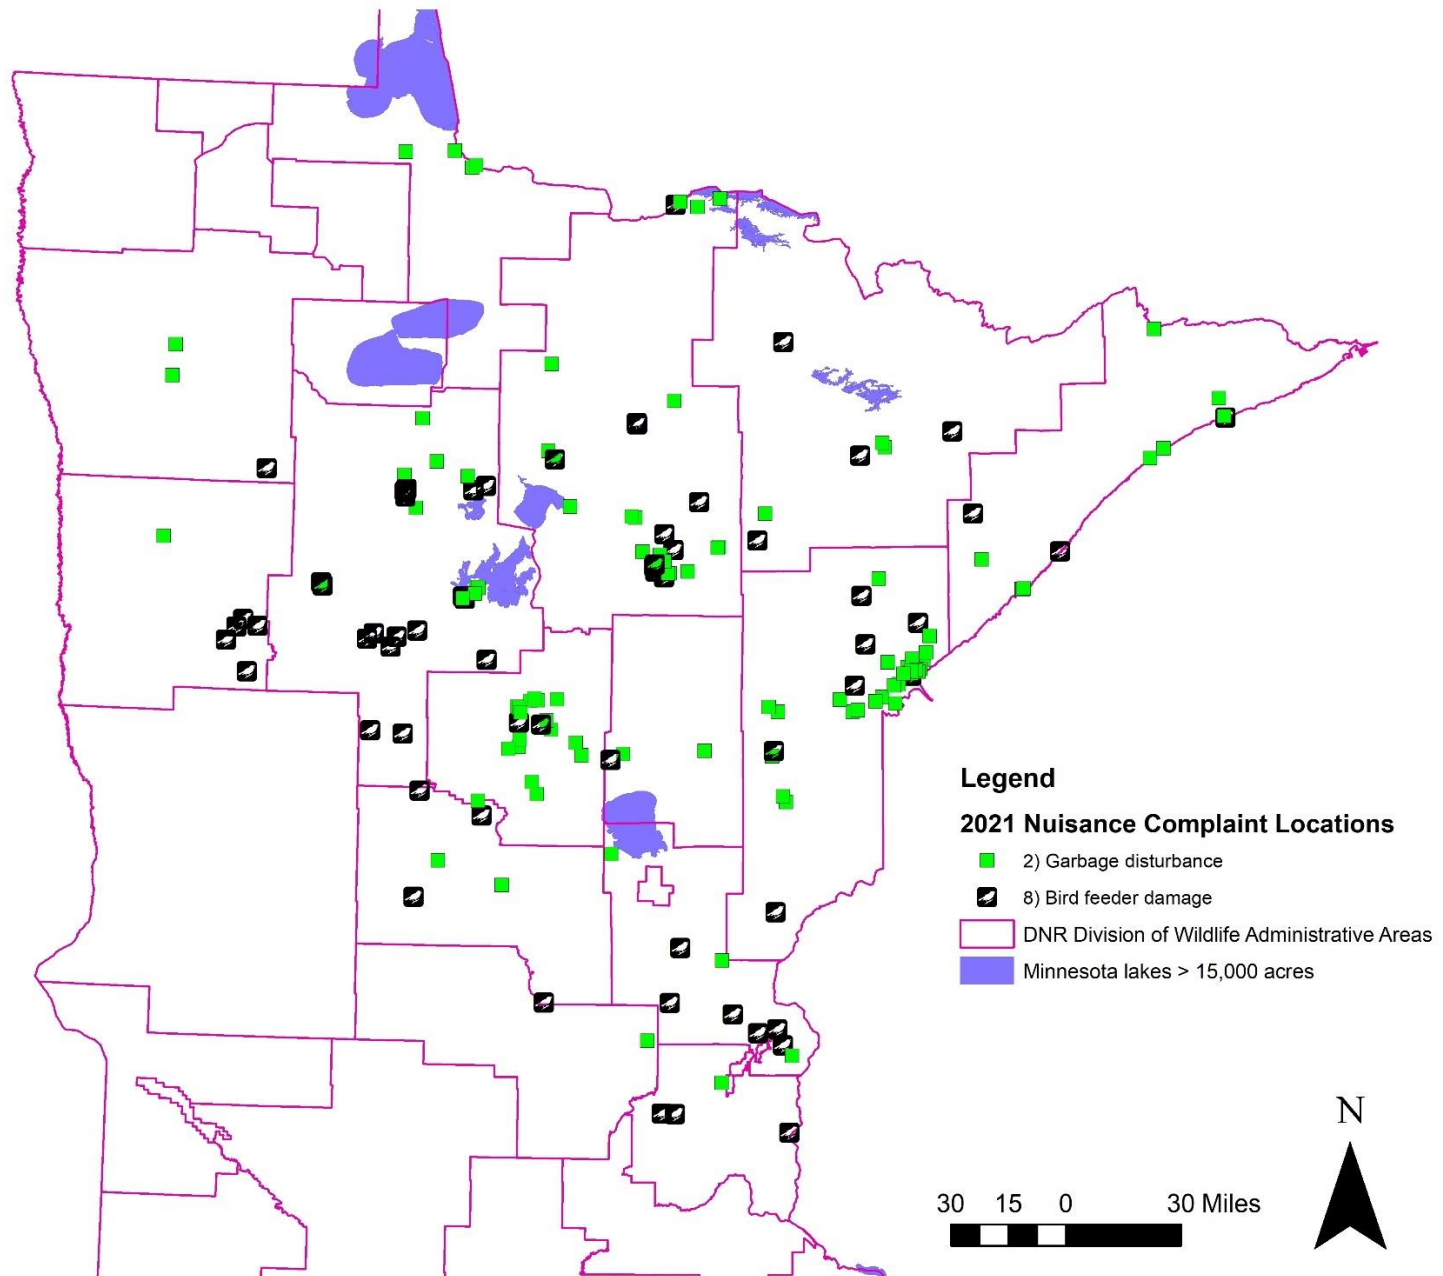 Legend
2021 Nuisance Complaint Locations
2) Garbage disturbance
8) Bird feeder damage
DNR Division of Wildlife Administrative Areas
Minnesota lakes > 15,000 acres
N
30 15 0 30 Miles